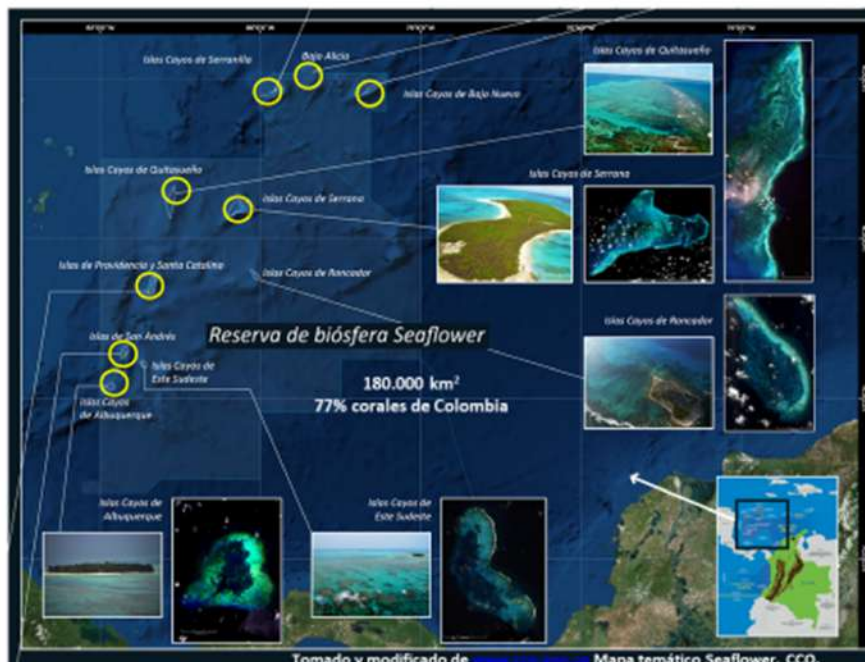 Islas Cayos de Serranilla
Bajo Alicia
Islas Cayos de Bajo Nuevo
Islas Cayos de Quitasueño
Islas Cayos de Quitasueño
Islas Cayos de Serrana
Islas Cayos de Serrana
Islas de Providencia y Santa Catalina
Islas Cayos de Roncador
Islas Cayos de Roncador
Reserva de biósfera Seaflower
Islas de San Andrés
Islas Cayos de
Este Sudeste
180.000 km²
77% corales de Colombia
Islas Cayos
de Albuquerque
Islas Cayos de
Albuquerque
Islas Cayos de
Este Sudeste
Tomado y modificado de
Mapa temático Seaflower, CCO.